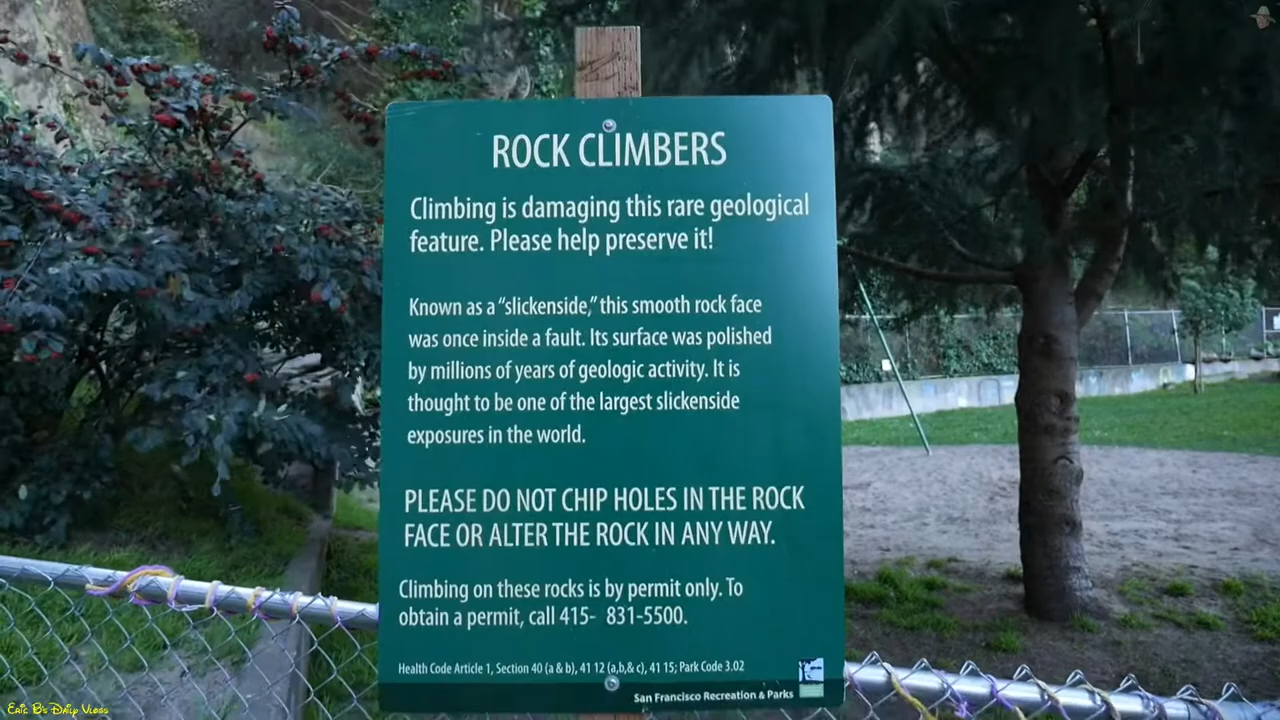 ROCK CLIMBERS
Climbing is damaging this rare geological
feature. Please help preserve it!
Known as a “slickenside,” this smooth rock face
was once inside a fault. Its surface was polished
by millions of years of geologic activity. It is
thought to be one of the largest slickenside
exposures in the world.
PLEASE DO NOT CHIP HOLES IN THE ROCK
FACE OR ALTER THE ROCK IN ANY WAY.
Climbing on these rocks is by permit only. To
obtain a permit, call 415- 831-5500.
Health Code Article 1, Section 40 (a & b), 41 12 (a,b,& c), 41 15; Park Code 3.02
San Francisco Recreation & Parks
Eric B's Daily Vlogs